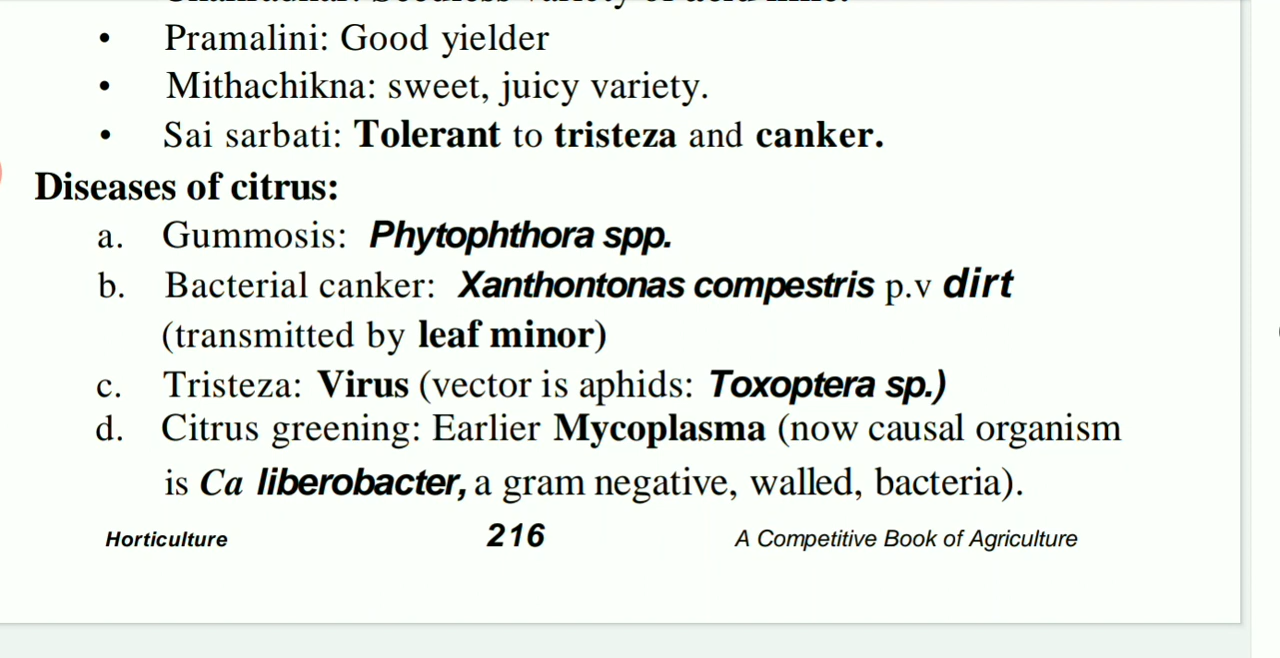 • Pramalini: Good yielder
• Mithachikna: sweet, juicy variety.
• Sai sarbati: Tolerant to tristeza and canker.
Diseases of citrus:
a. Gummosis: Phytophthora spp.
b. Bacterial canker: Xanthontonas compestris p.v dirt
(transmitted by leaf minor)
c. Tristeza: Virus (vector is aphids: Toxoptera sp.)
d. Citrus greening: Earlier Mycoplasma (now causal organism
is Ca liberobacter, a gram negative, walled, bacteria).
Horticulture 216 A Competitive Book of Agriculture